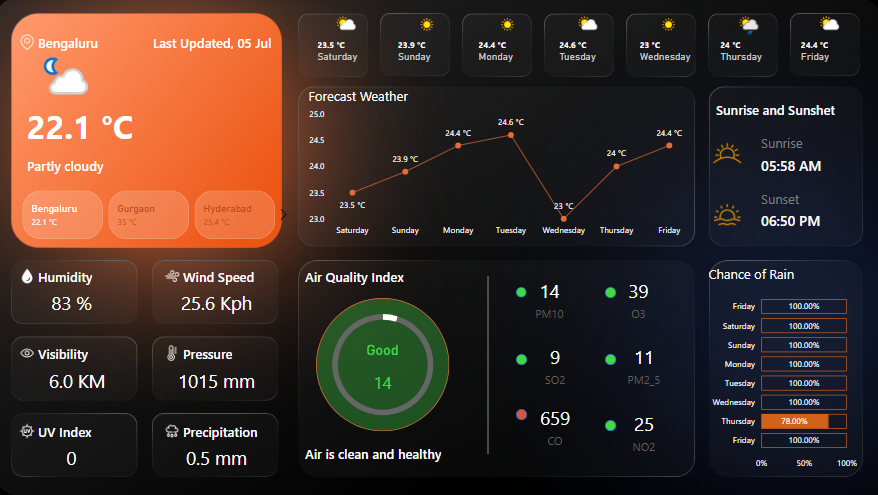 Bengaluru
Last Updated, 05 Jul
22.1 °C
Partly cloudy
Bengaluru
22.1 °C
Gurgaon
35 °C
Hyderabad
25.4 °C
23.5 °C
Saturday
23.9 °C
Sunday
24.4 °C
Monday
24.6 °C
Tuesday
23 °C
Wednesday
24 °C
Thursday
24.4 °C
Friday
Forecast Weather
25.0
24.5
24.0
23.5
23.0
23.5 °C
23.9 °C
24.4 °C
24.6 °C
23 °C
24 °C
24.4 °C
Saturday
Sunday
Monday
Tuesday
Wednesday
Thursday
Friday
Sunrise and Sunshet
Sunrise
05:58 AM
Sunset
06:50 PM
Humidity
83 %
Wind Speed
25.6 Kph
Visibility
6.0 KM
Pressure
1015 mm
UV
UV Index
0
Precipitation
0.5 mm
Air Quality Index
Good
14
Air is clean and healthy
14
PM10
39
O3
9
SO2
11
PM2_5
659
CO
25
NO2
Chance of Rain
Friday 100.00%
Saturday 100.00%
Sunday 100.00%
Monday 100.00%
Tuesday 100.00%
Wednesday 100.00%
Thursday 78.00%
Friday 100.00%
0% 50% 100%